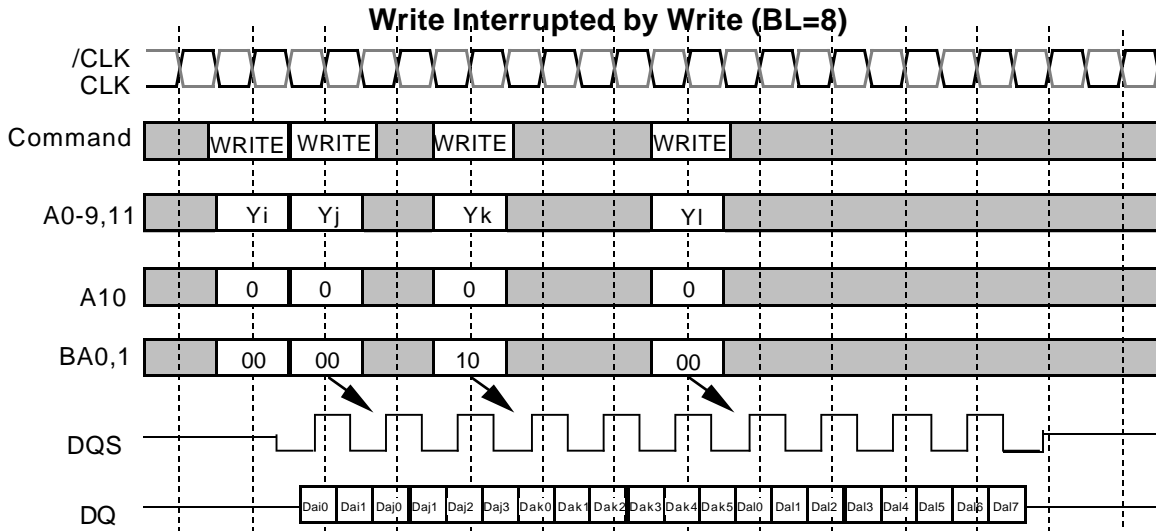 Write Interrupted by Write (BL=8)
/CLK
CLK
Command WRITE WRITE WRITE WRITE
A0-9,11 Yi Yj Yk Yl
A10 0 0 0 0
BA0,1 00 00 10 00
DQS
DQ Dai0 Dai1 Daj0 Daj1 Daj2 Daj3 Dak0 Dak1 Dak2 Dak3 Dak4 Dak5 Dal0 Dal1 Dal2 Dal3 Dal4 Dal5 Dal6 Dal7